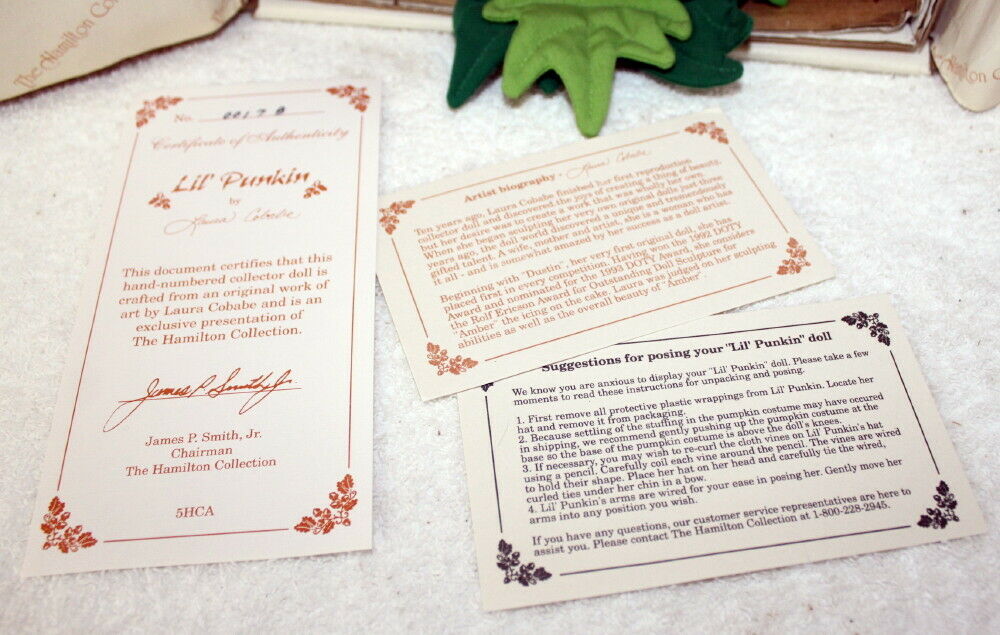 The Hamilton Co
No. 0017 B
Certificate of Authenticity
Lil' Punkin
by
Laura Cobabe
This document certifies that this
hand-numbered collector doll is
crafted from an original work of
art by Laura Cobabe and is an
exclusive presentation of
The Hamilton Collection.
James P. Smith, Jr.
James P. Smith, Jr.
Chairman
The Hamilton Collection
5HCA
Artist biography - Laura Cobabe
Ten years ago, Laura Cobabe finished her first reproduction
collector doll and discovered the joys of creating a thing of beauty.
but her desire was to create a work that was wholly her own.
When she began sculpting her very own original dolls just three
years ago, the doll world discovered a unique and tremendously
gifted talent. A wife, mother and artist, she is a woman who has
it all - and is somewhat amazed by her success as a doll artist.
Beginning with "Dustin", her very first original doll, she has
placed first in every competition. Having won the 1992 DOTY
Award and nominated for the 1993 DOTY Award, she considers
the Rolf Ericson Award for Outstanding Doll Sculpture for
"Amber" the icing on the cake. Laura was judged on her sculpting
abilities as well as the overall beauty of "Amber"
Suggestions for posing your "Lil' Punkin" doll
We know you are anxious to display your "Lil' Punkin" doll. Please take a few
moments to read these instructions for unpacking and posing.
1. First remove all protective plastic wrappings from Lil' Punkin. Locate her
hat and remove it from packaging.
2. Because settling of the stuffing in the pumpkin costume may have occured
in shipping, we recommend gently pushing up the pumpkin costume at the
base so the base of the pumpkin costume is above the doll's knees.
3. If necessary, you may wish to re-curl the cloth vines on Lil' Punkin's hat
using a pencil. Carefully coil each vine around the pencil. The vines are wired
to hold their shape. Place her hat on her head and carefully tie the wired,
curled ties under her chin in a bow.
4. Lil' Punkin's arms are wired for your ease in posing her. Gently move her
arms into any position you wish.
If you have any questions, our customer service representatives are here to
assist you. Please contact The Hamilton Collection at 1-800-228-2945.
milton Co